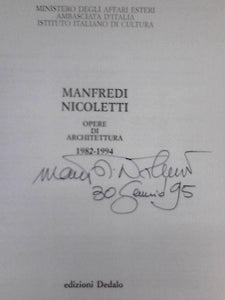 MINISTERO DEGLI AFFARI ESTERI
AMBASCIATA D'ITALIA
ISTITUTO ITALIANO DI CULTURA
MANFREDI
NICOLETTI
OPERE
DI
ARCHITETTURA
1982-1994
30 Gennaio 95
edizioni Dedalo